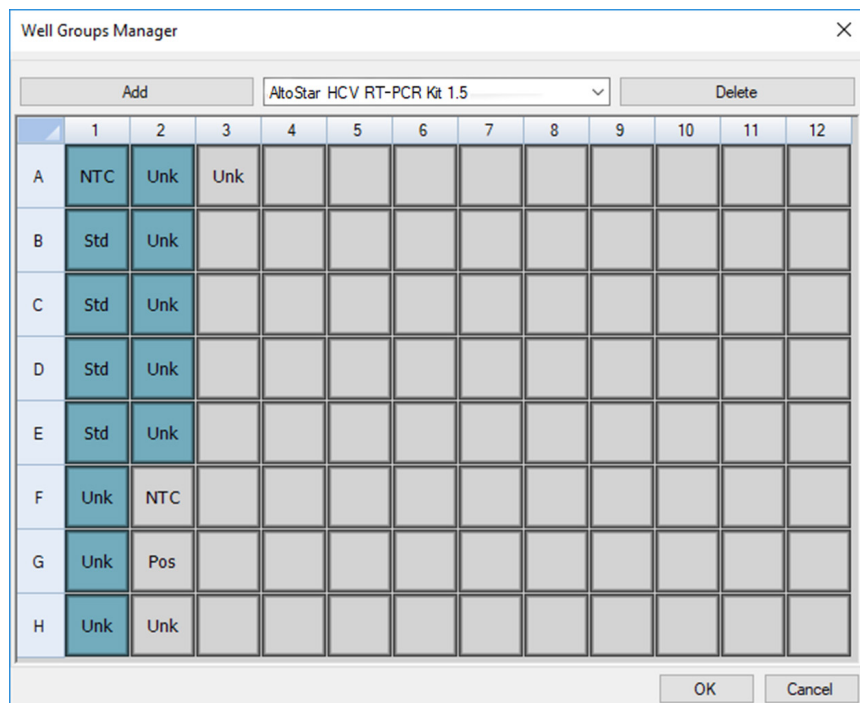 Well Groups Manager
Add AltoStar HCV RT-PCR Kit 1.5 Delete
1 2 3 4 5 6 7 8 9 10 11 12
A NTC Unk Unk
B Std Unk
C Std Unk
D Std Unk
E Std Unk
F Unk NTC
G Unk Pos
H Unk Unk
OK Cancel